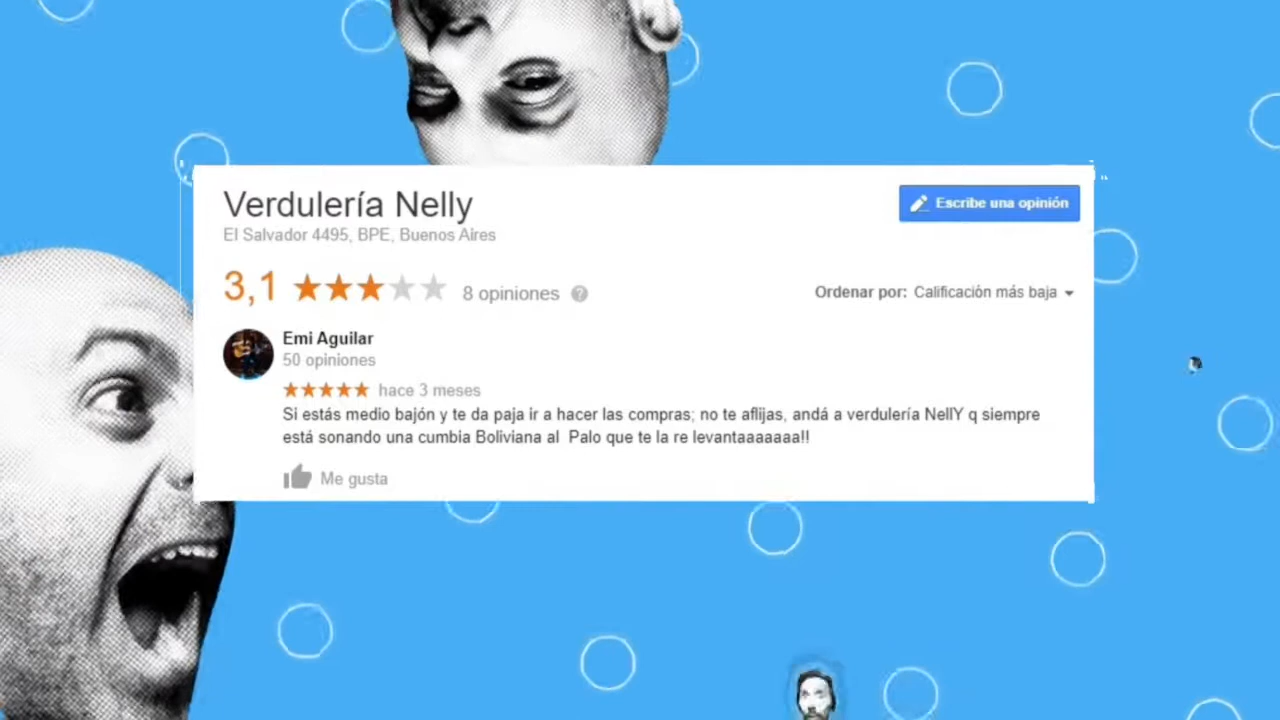 Verdulería Nelly
Escribe una opinión
El Salvador 4495, BPE, Buenos Aires
3,1
8 opiniones ?
Ordenar por: Calificación más baja
Emi Aguilar
50 opiniones
hace 3 meses
Si estás medio bajón y te da paja ir a hacer las compras; no te aflijas, andá a verdulería NellY q siempre
está sonando una cumbia Boliviana al Palo que te la re levantaaaaaaa!!
Me gusta